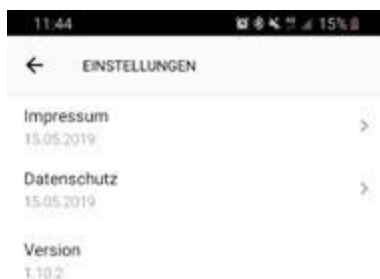 11:44 15%
EINSTELLUNGEN
Impressum
15.05.2019
Datenschutz
15.05.2019
Version
1.10.2